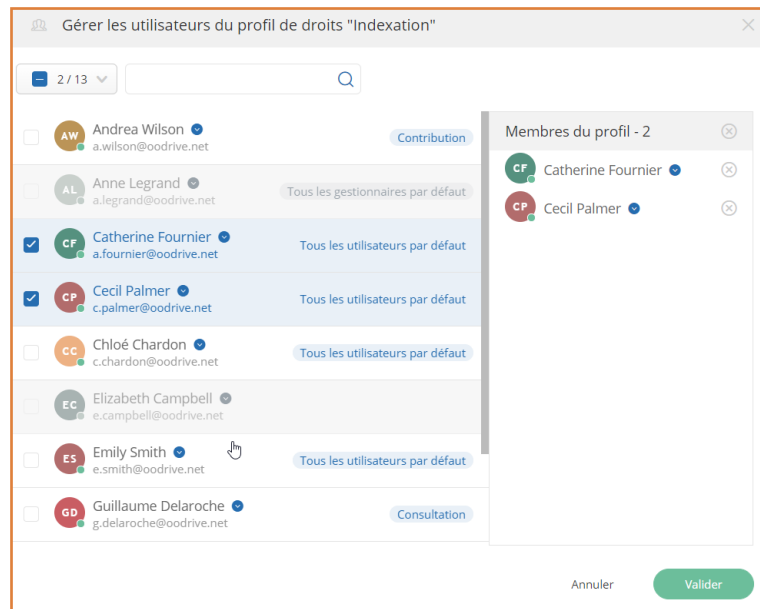 Gérer les utilisateurs du profil de droits "Indexation"
2 / 13
AW
Andrea Wilson
a.wilson@oodrive.net
Contribution
AL
Anne Legrand
a.legrand@oodrive.net
Tous les gestionnaires par défaut
CF
Catherine Fournier
a.fournier@oodrive.net
Tous les utilisateurs par défaut
CP
Cecil Palmer
c.palmer@oodrive.net
Tous les utilisateurs par défaut
CC
Chloé Chardon
c.chardon@oodrive.net
Tous les utilisateurs par défaut
EC
Elizabeth Campbell
e.campbell@oodrive.net
ES
Emily Smith
e.smith@oodrive.net
Tous les utilisateurs par défaut
GD
Guillaume Delaroche
g.delaroche@oodrive.net
Consultation
Membres du profil - 2
CF
Catherine Fournier
CP
Cecil Palmer
Annuler
Valider